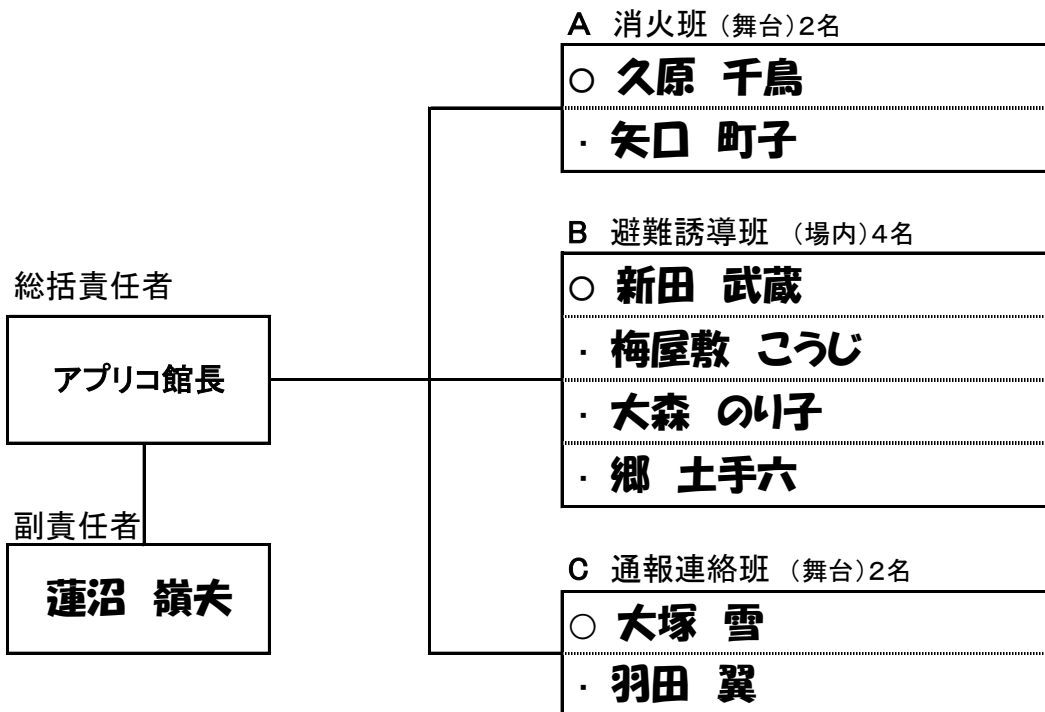 総括責任者
アプリコ館長
副責任者
蓮沼 嶺夫
A 消火班 （舞台）2名
○ 久原 千鳥
・ 矢口 町子
B 避難誘導班 （場内）4名
○ 新田 武蔵
・ 梅屋敷 こうじ
・ 大森 のり子
・ 郷 土手六
C 通報連絡班 （舞台）2名
○ 大塚 雪
・ 羽田 翼